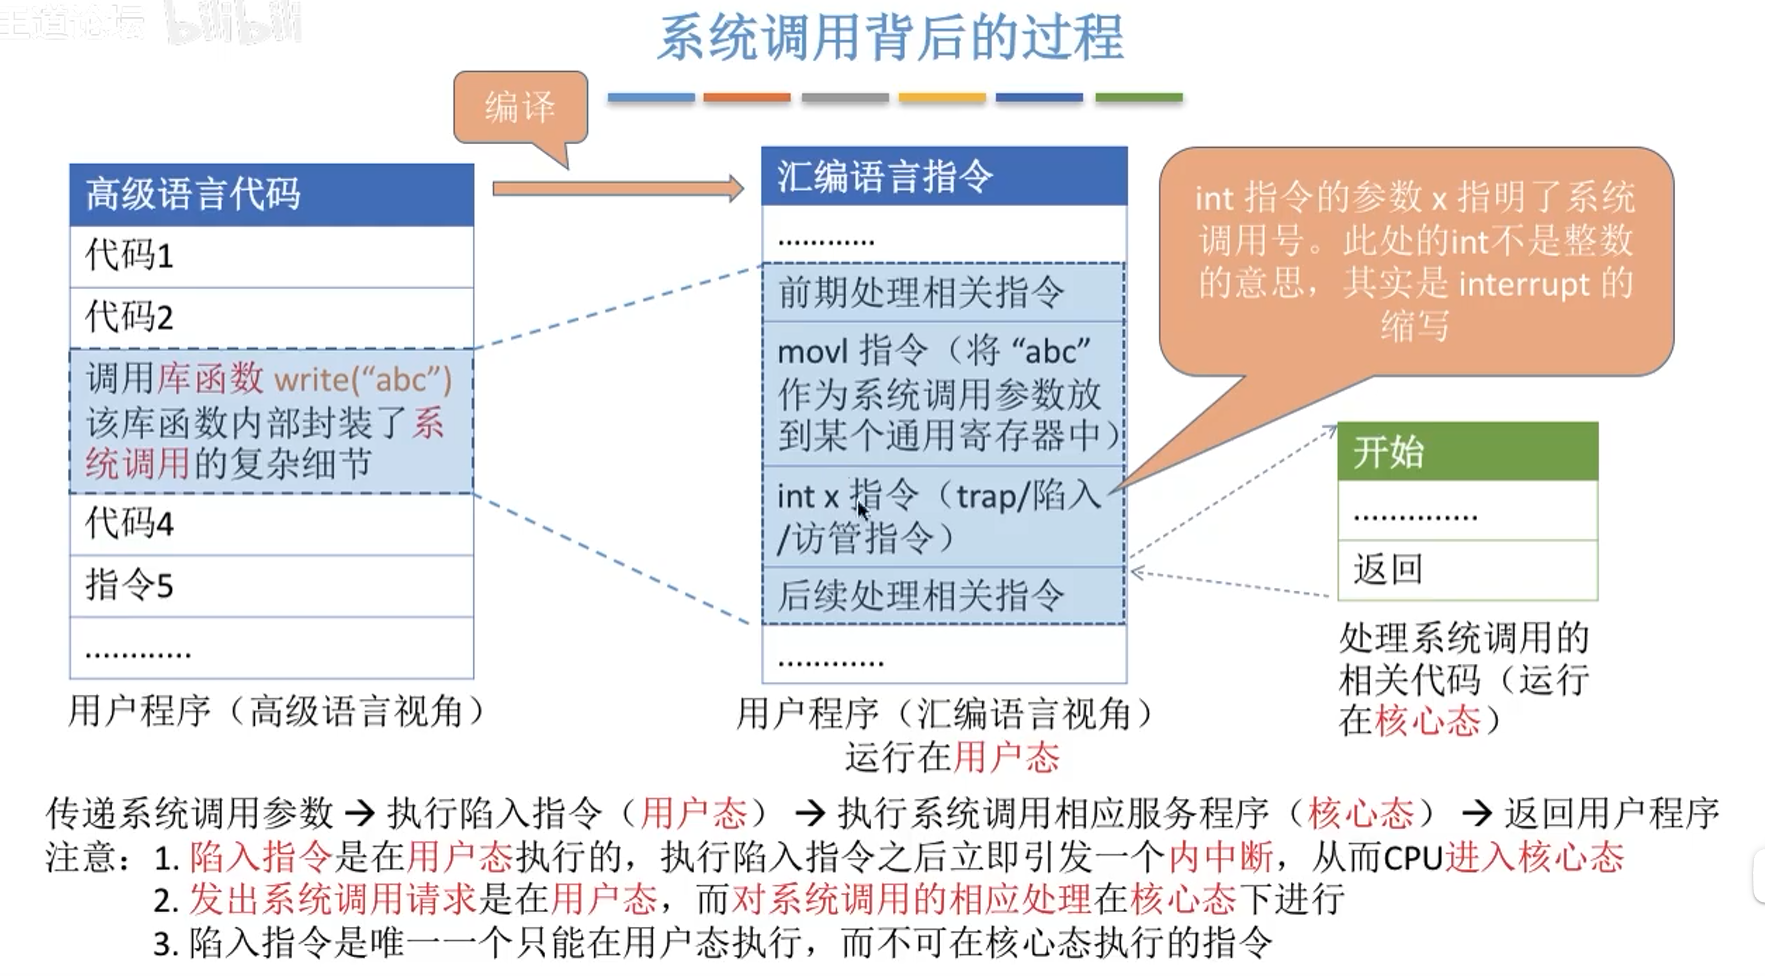 王道论坛 bilibili
系统调用背后的过程
编译
高级语言代码
代码1
代码2
调用库函数 write(“abc”)
该库函数内部封装了系
统调用的复杂细节
代码4
指令5
............
用户程序（高级语言视角）
汇编语言指令
............
前期处理相关指令
movl 指令（将 “abc”
作为系统调用参数放
到某个通用寄存器中）
int x 指令（trap/陷入
/访管指令）
后续处理相关指令
............
用户程序（汇编语言视角）
运行在用户态
int 指令的参数 x 指明了系统
调用号。此处的int不是整数
的意思，其实是 interrupt 的
缩写
开始
..............
返回
处理系统调用的
相关代码（运行
在核心态）
传递系统调用参数 → 执行陷入指令（用户态） → 执行系统调用相应服务程序（核心态） → 返回用户程序
注意：1. 陷入指令是在用户态执行的，执行陷入指令之后立即引发一个内中断，从而CPU进入核心态
2. 发出系统调用请求是在用户态，而对系统调用的相应处理在核心态下进行
3. 陷入指令是唯一一个只能在用户态执行，而不可在核心态执行的指令